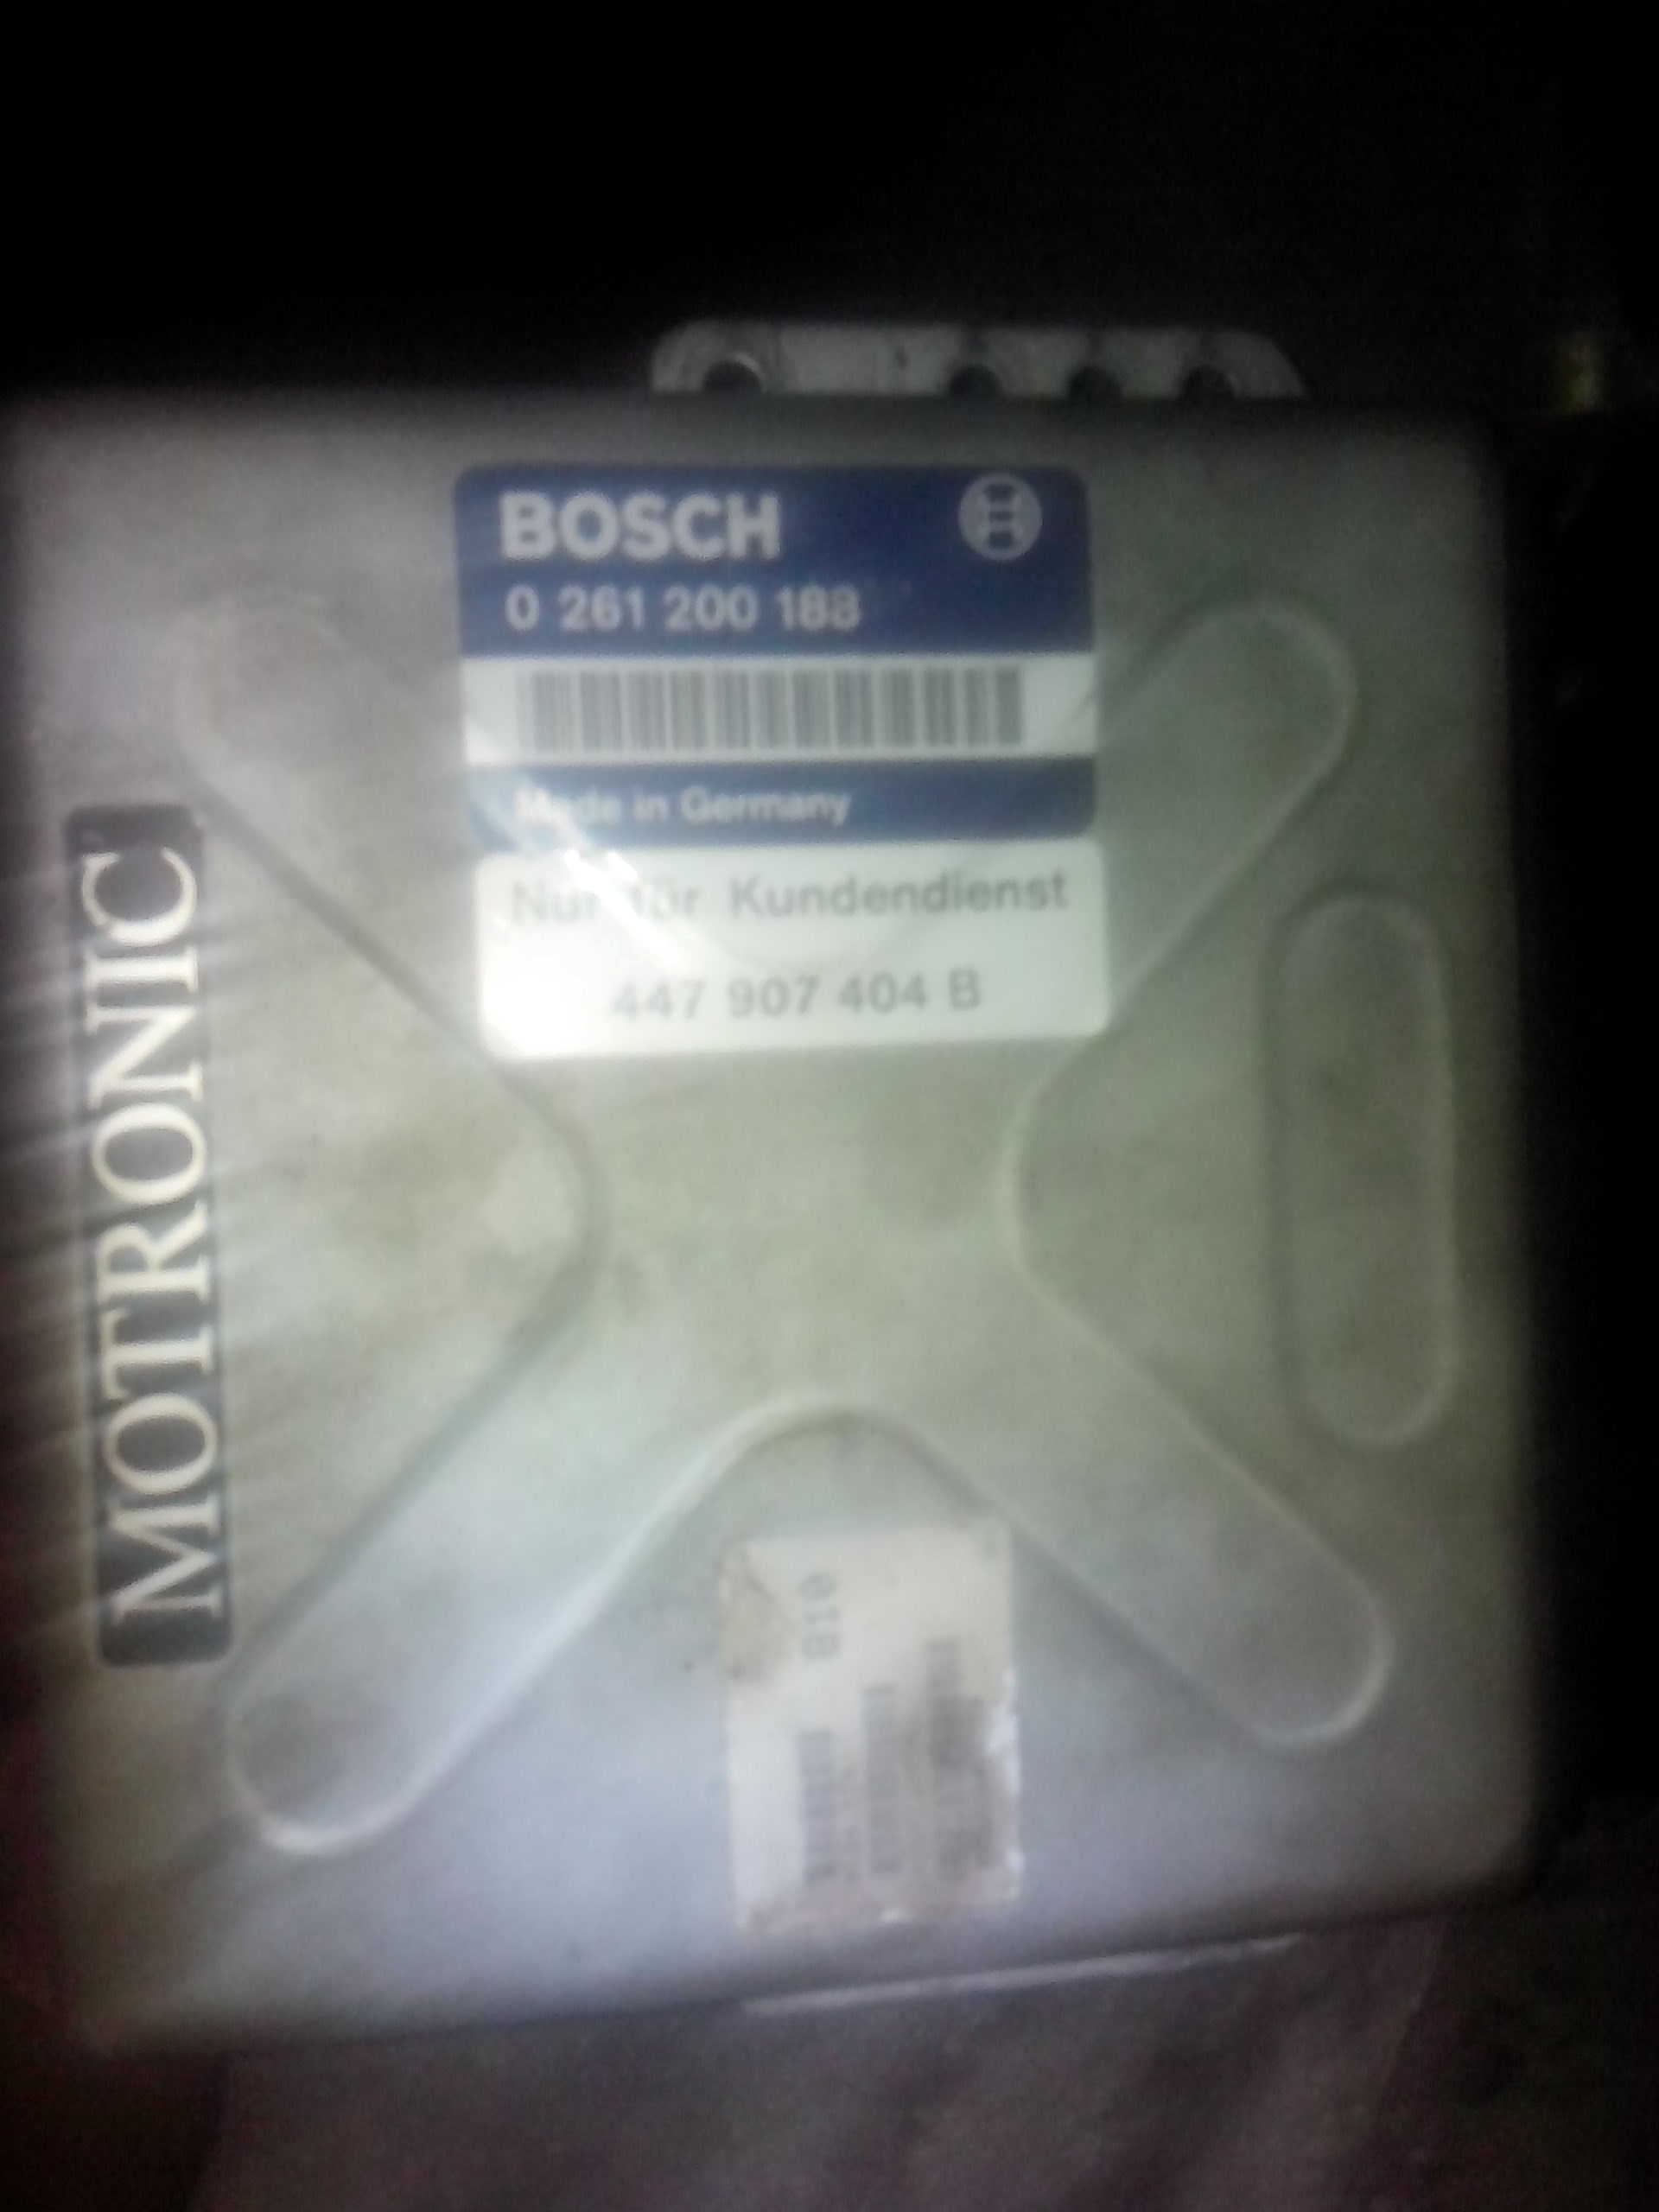 BOSCH
0 261 200 188
Made in Germany
Nur für Kundendienst
447 907 404 B
MOTRONIC